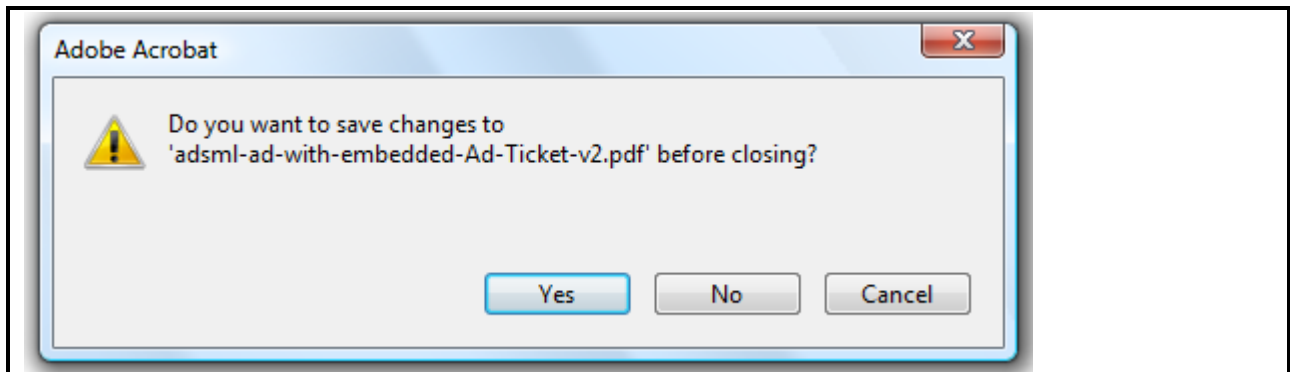 Adobe Acrobat
Do you want to save changes to
'adsml-ad-with-embedded-Ad-Ticket-v2.pdf' before closing?
Yes No Cancel